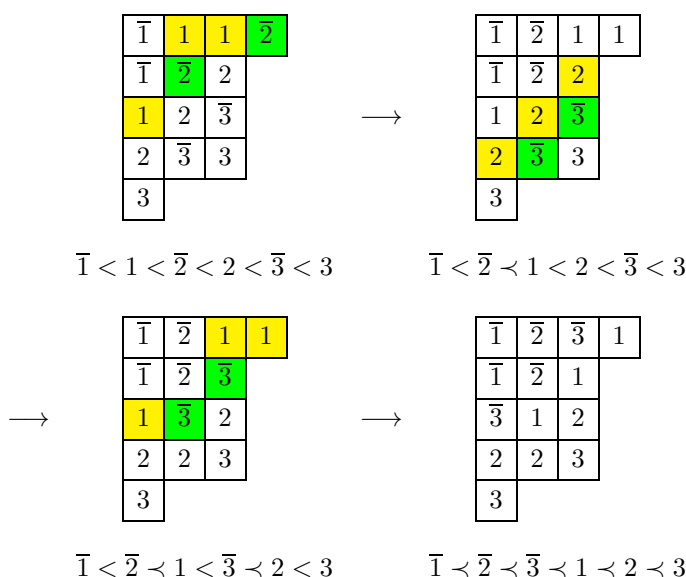 1̅ 1 1 2̅
1̅ 2̅ 2
1 2 3̅
2 3̅ 3
3
1̅ < 1 < 2̅ < 2 < 3̅ < 3
⟶
1̅ 2̅ 1 1
1̅ 2̅ 2
1 2 3̅
2 3̅ 3
3
1̅ < 2̅ ≺ 1 < 2 < 3̅ < 3
⟶
1̅ 2̅ 1 1
1̅ 2̅ 3̅
1 3̅ 2
2 2 3
3
1̅ < 2̅ ≺ 1 < 3̅ ≺ 2 < 3
⟶
1̅ 2̅ 3̅ 1
1̅ 2̅ 1
3̅ 1 2
2 2 3
3
1̅ ≺ 2̅ ≺ 3̅ ≺ 1 ≺ 2 ≺ 3